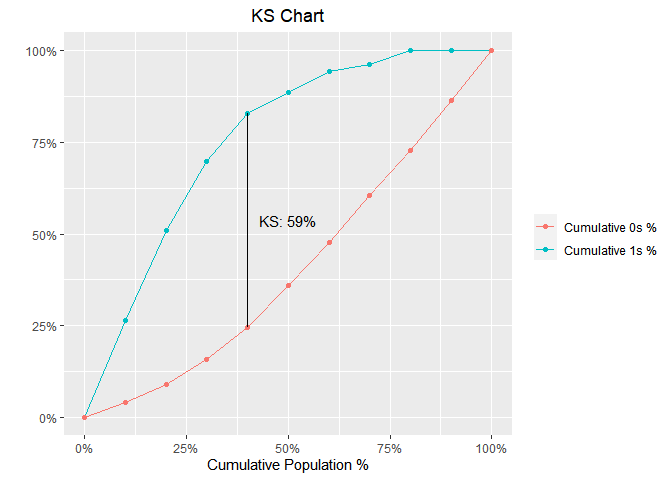 KS Chart
100%
75%
50%
25%
0%
KS: 59%
0% 25% 50% 75% 100%
Cumulative Population %
Cumulative 0s %
Cumulative 1s %